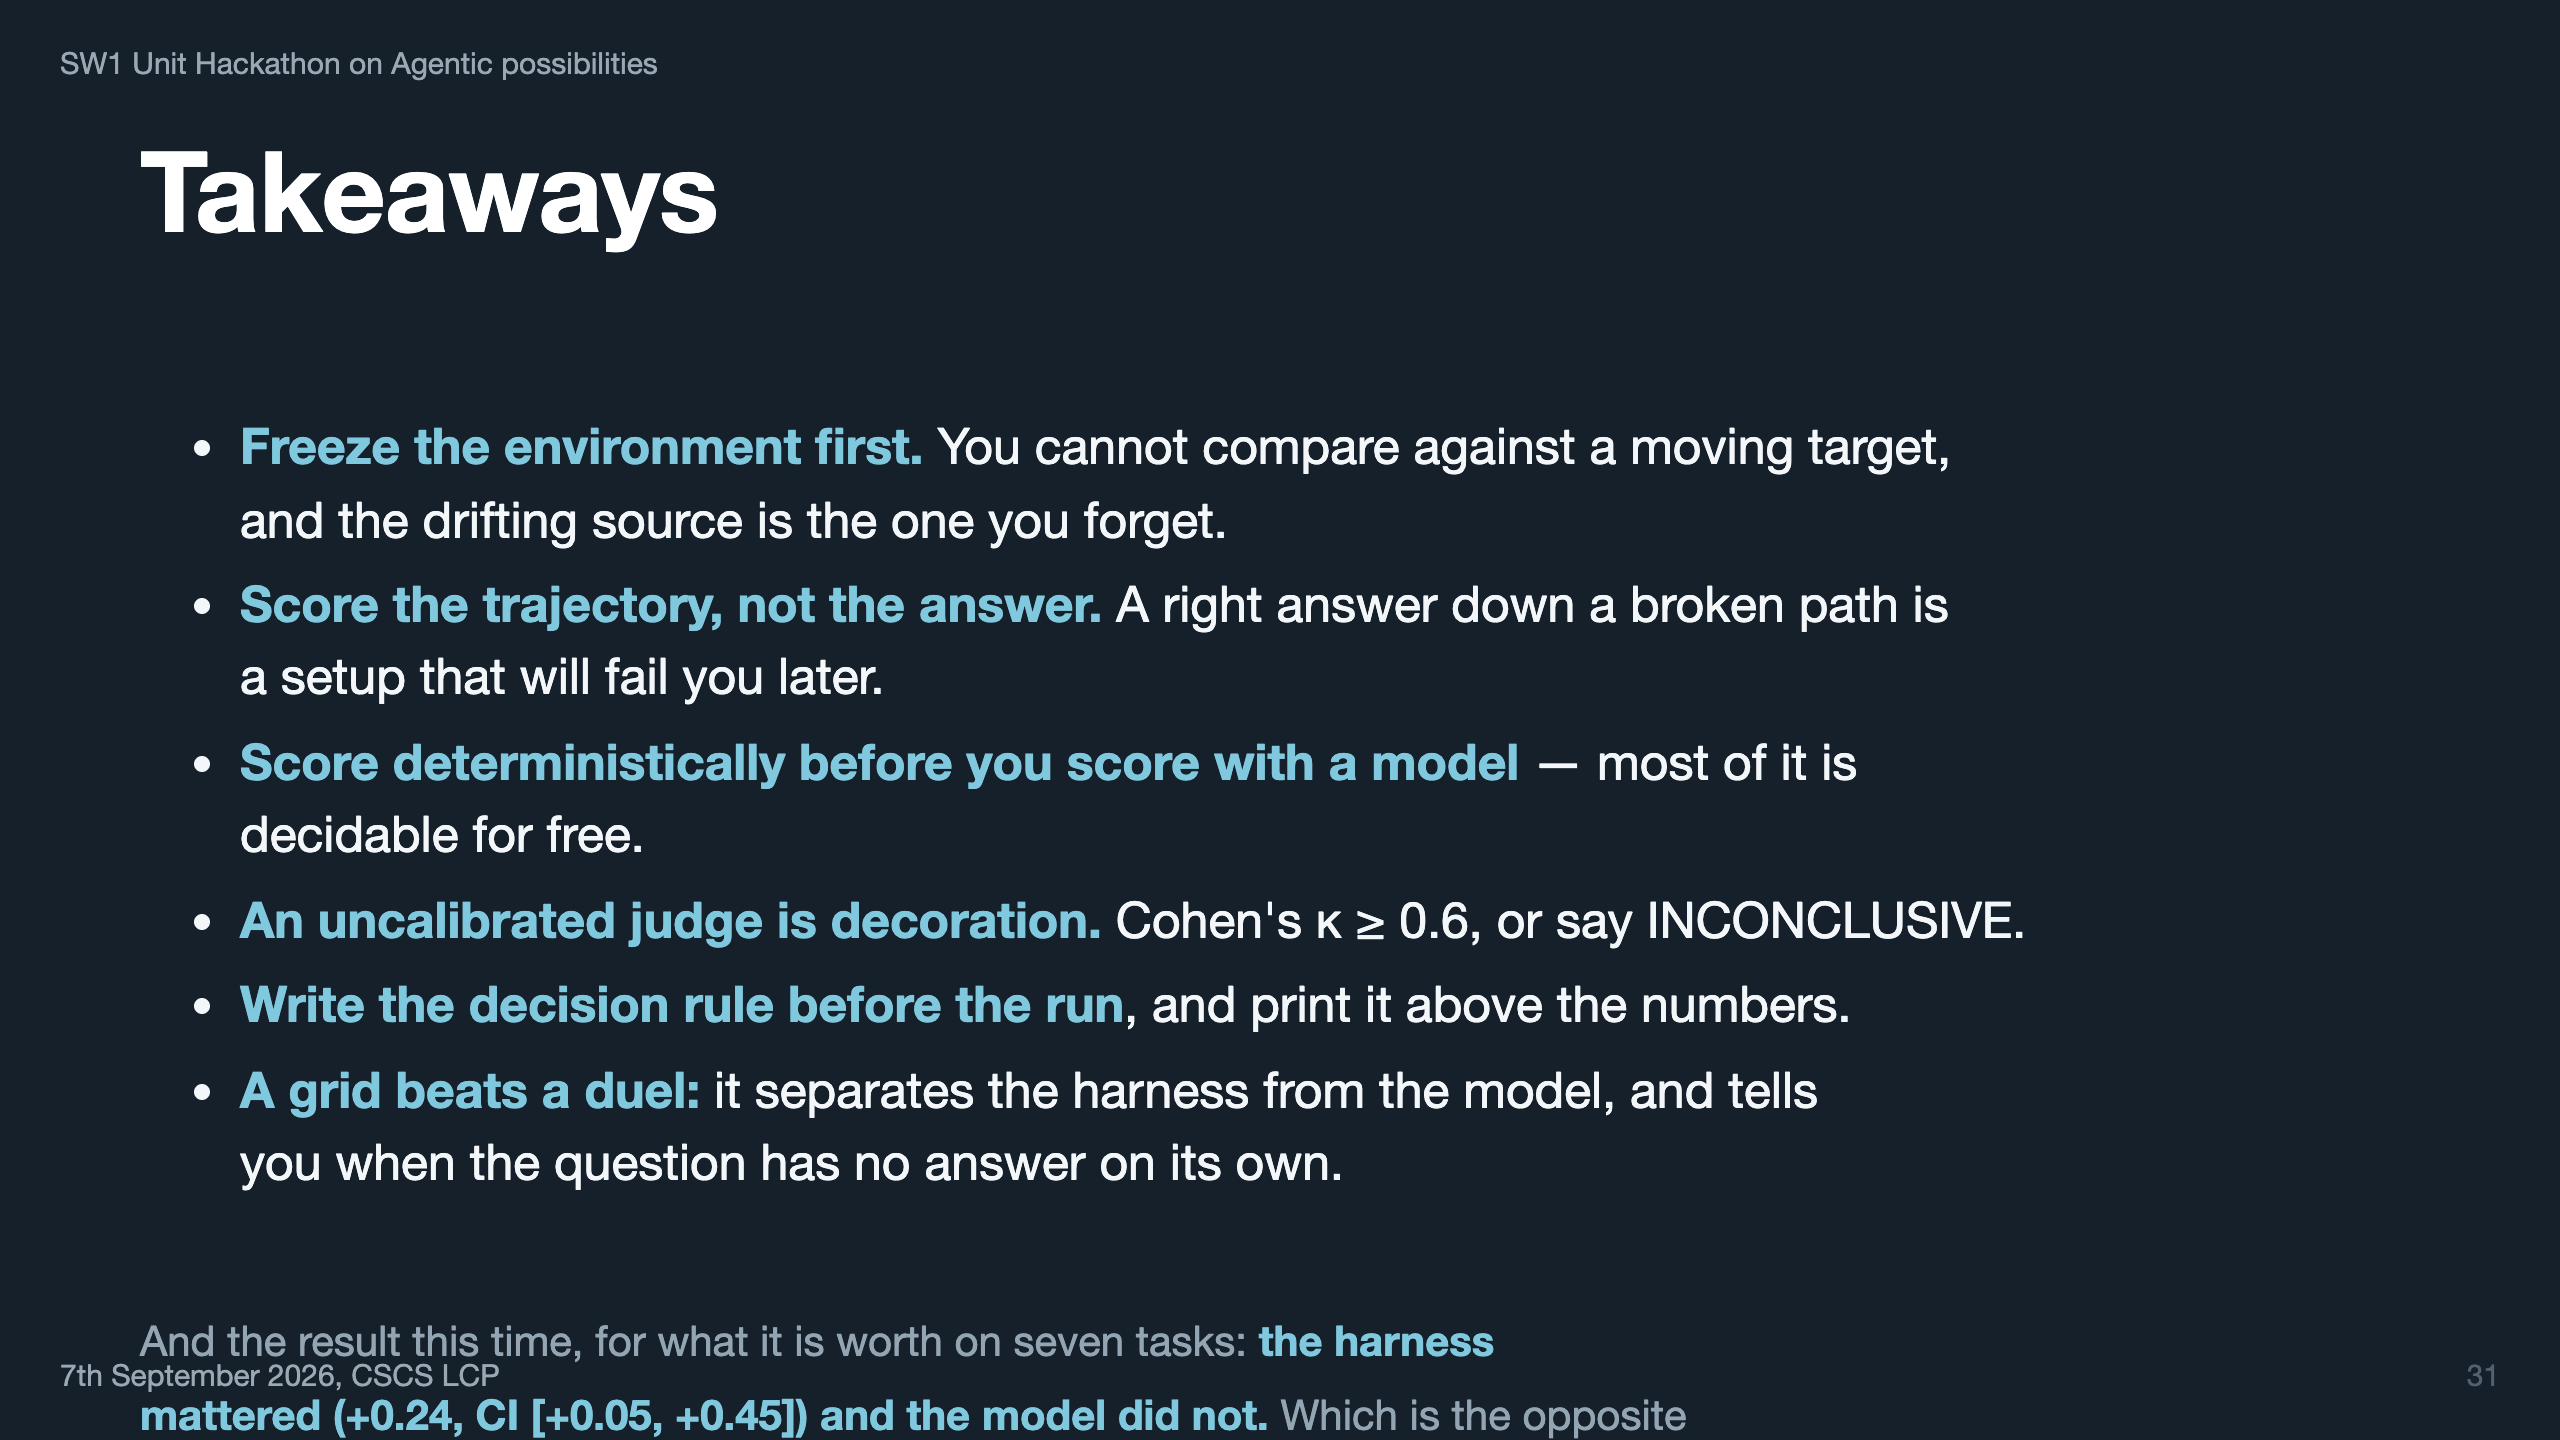 SW1 Unit Hackathon on Agentic possibilities
Takeaways
• Freeze the environment first. You cannot compare against a moving target,
and the drifting source is the one you forget.
• Score the trajectory, not the answer. A right answer down a broken path is
a setup that will fail you later.
• Score deterministically before you score with a model — most of it is
decidable for free.
• An uncalibrated judge is decoration. Cohen's κ ≥ 0.6, or say INCONCLUSIVE.
• Write the decision rule before the run, and print it above the numbers.
• A grid beats a duel: it separates the harness from the model, and tells
you when the question has no answer on its own.
And the result this time, for what it is worth on seven tasks: the harness
mattered (+0.24, CI [+0.05, +0.45]) and the model did not. Which is the opposite
7th September 2026, CSCS LCP
31